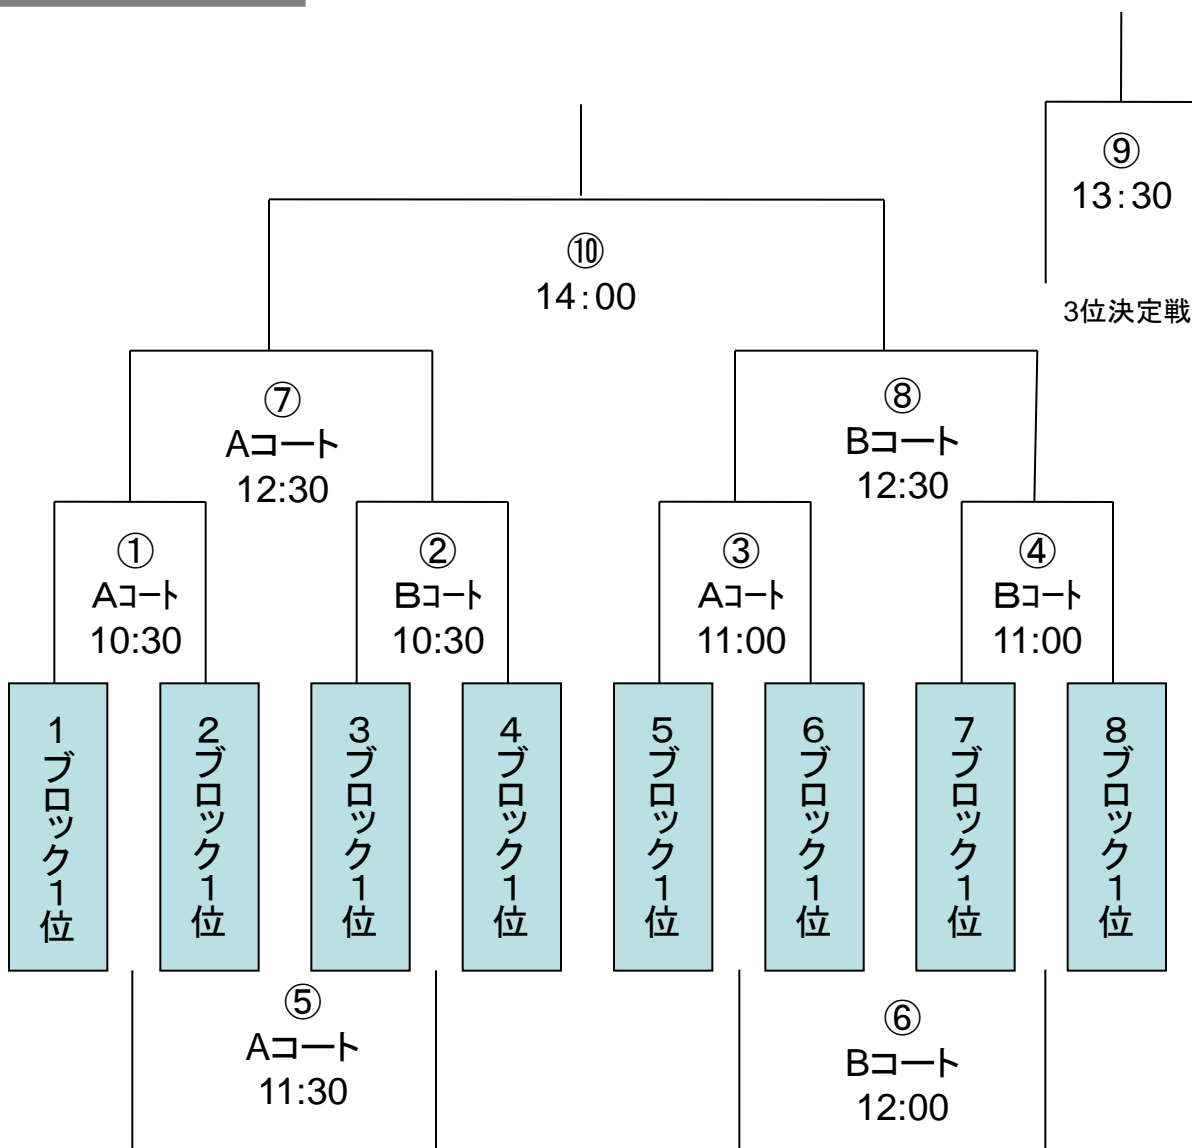 ⑨
13:30
3位決定戦
⑩
14:00
⑦
Aコート
12:30
⑧
Bコート
12:30
①
Aコート
10:30
②
Bコート
10:30
③
Aコート
11:00
④
Bコート
11:00
1ブロック1位
2ブロック1位
3ブロック1位
4ブロック1位
5ブロック1位
6ブロック1位
7ブロック1位
8ブロック1位
⑤
Aコート
11:30
⑥
Bコート
12:00